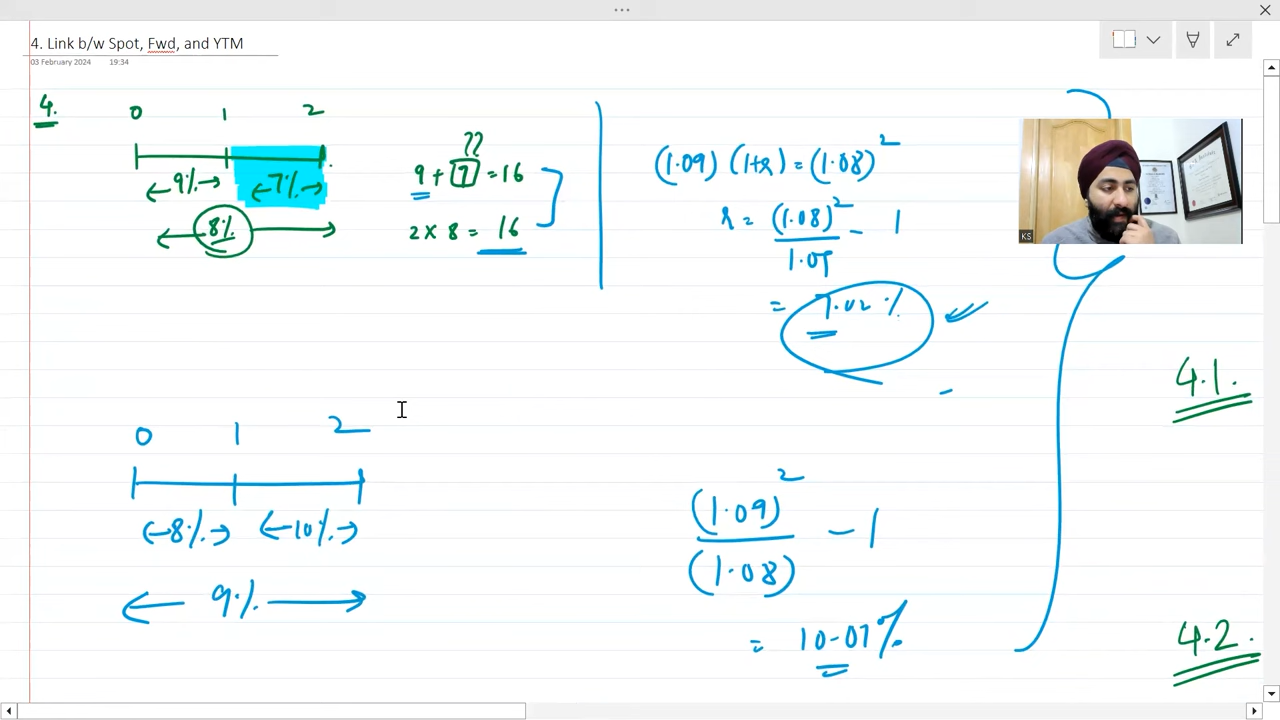 4. Link b/w Spot, Fwd, and YTM
03 February 2024 19:34
4.
0 1 2
9% 7%
8%
??
9 + 7 = 16
2 × 8 = 16
(1.09) (1+r) = (1.08)²
r = (1.08)² / 1.09 - 1
= 7.02 %
KS
4.1.
0 1 2
8% 10%
9%
(1.09)² / (1.08) - 1
= 10.01%
4.2.